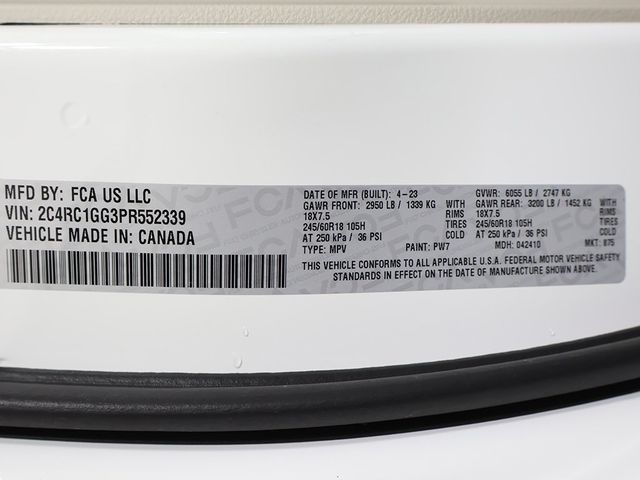 MFD BY: FCA US LLC
VIN: 2C4RC1GG3PR552339
VEHICLE MADE IN: CANADA
DATE OF MFR (BUILT): 4-23 GVWR: 6055 LB / 2747 KG
GAWR FRONT: 2950 LB / 1339 KG GAWR REAR: 3200 LB / 1452 KG
18X7.5 RIMS 18X7.5 RIMS
245/60R18 105H TIRES 245/60R18 105H TIRES
AT 250 kPa / 36 PSI COLD AT 250 kPa / 36 PSI COLD
TYPE: MPV PAINT: PW7 MDH: 042410 MKT: B75
THIS VEHICLE CONFORMS TO ALL APPLICABLE U.S.A. FEDERAL MOTOR VEHICLE SAFETY
STANDARDS IN EFFECT ON THE DATE OF MANUFACTURE SHOWN ABOVE.